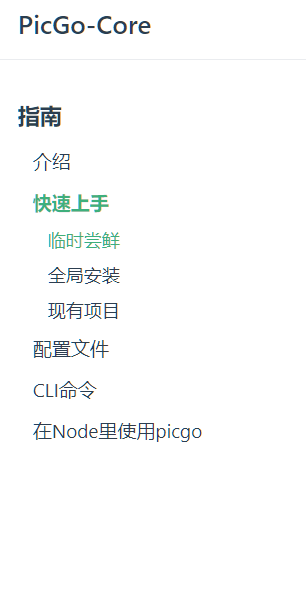 PicGo-Core
指南
介绍
快速上手
临时尝鲜
全局安装
现有项目
配置文件
CLI命令
在Node里使用picgo